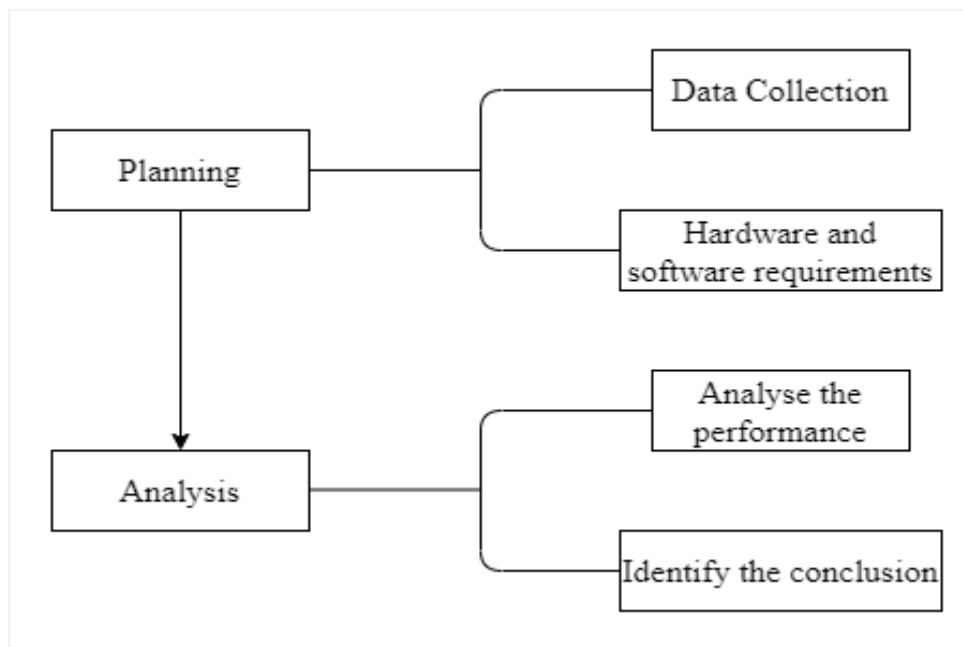 Planning
Data Collection
Hardware and
software requirements
Analysis
Analyse the
performance
Identify the conclusion